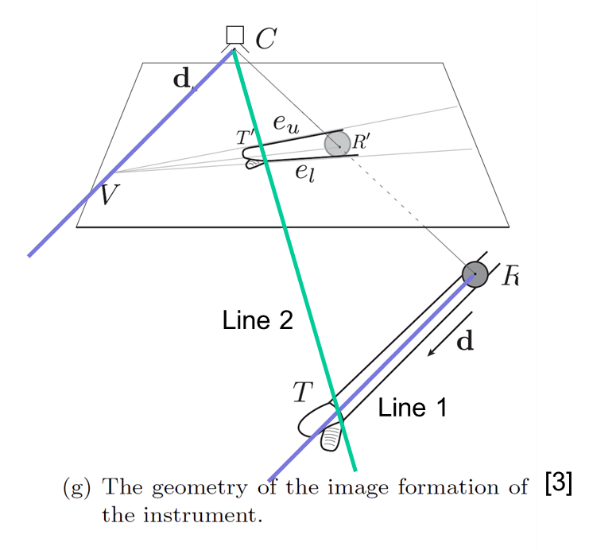 C
d
e_u
T'
R'
e_l
V
Line 2
R
d
T
Line 1
(g) The geometry of the image formation of [3]
the instrument.